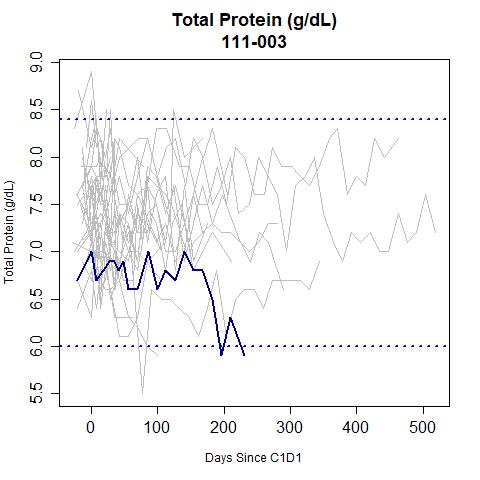 Total Protein (g/dL)
111-003
Total Protein (g/dL)
9.0
8.5
8.0
7.5
7.0
6.5
6.0
5.5
0 100 200 300 400 500
Days Since C1D1